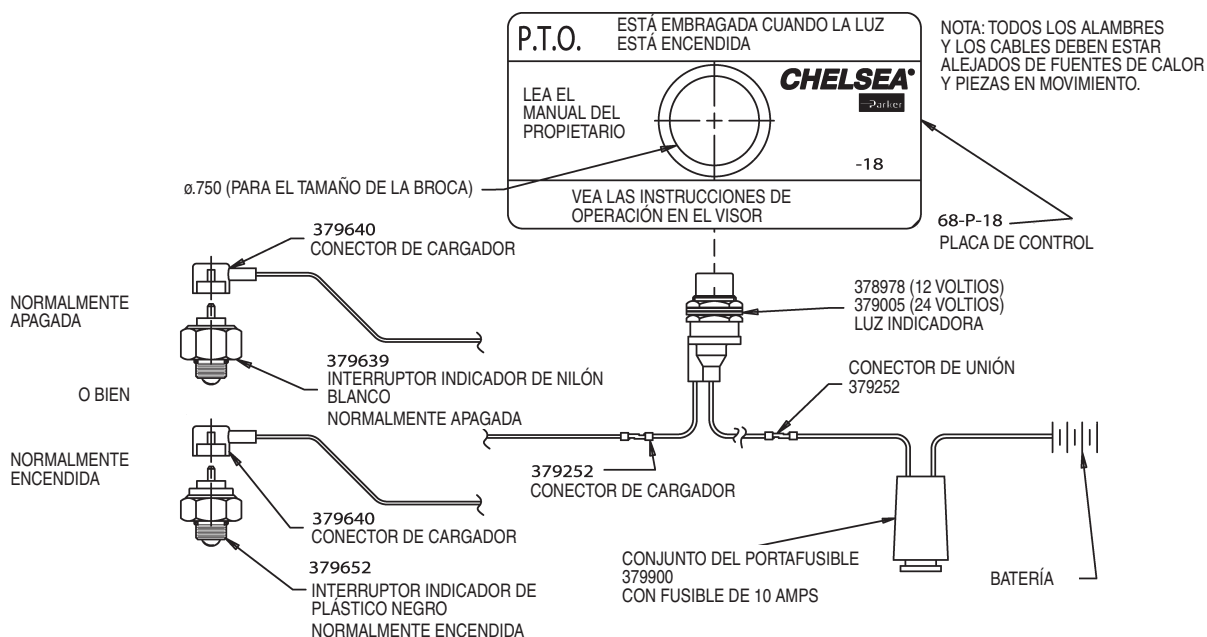 P.T.O.
ESTÁ EMBRAGADA CUANDO LA LUZ
ESTÁ ENCENDIDA
LEA EL
MANUAL DEL
PROPIETARIO
CHELSEA
Parker
-18
VEA LAS INSTRUCCIONES DE
OPERACIÓN EN EL VISOR
NOTA: TODOS LOS ALAMBRES
Y LOS CABLES DEBEN ESTAR
ALEJADOS DE FUENTES DE CALOR
Y PIEZAS EN MOVIMIENTO.
ø.750 (PARA EL TAMAÑO DE LA BROCA)
68-P-18
PLACA DE CONTROL
379640
CONECTOR DE CARGADOR
NORMALMENTE
APAGADA
379639
INTERRUPTOR INDICADOR DE NILÓN
BLANCO
NORMALMENTE APAGADA
378978 (12 VOLTIOS)
379005 (24 VOLTIOS)
LUZ INDICADORA
CONECTOR DE UNIÓN
379252
O BIEN
NORMALMENTE
ENCENDIDA
379252
CONECTOR DE CARGADOR
379640
CONECTOR DE CARGADOR
379652
INTERRUPTOR INDICADOR DE
PLÁSTICO NEGRO
NORMALMENTE ENCENDIDA
CONJUNTO DEL PORTAFUSIBLE
379900
CON FUSIBLE DE 10 AMPS
BATERÍA